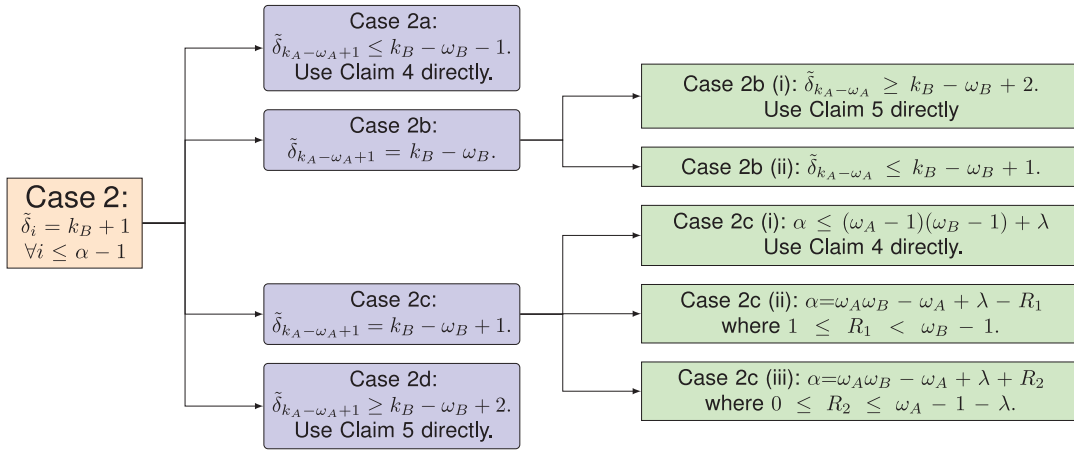 Case 2:
δ̃_i = k_B + 1
∀i ≤ α − 1
Case 2a:
δ̃_{k_A−ω_A+1} ≤ k_B − ω_B − 1.
Use Claim 4 directly.
Case 2b:
δ̃_{k_A−ω_A+1} = k_B − ω_B.
Case 2b (i): δ̃_{k_A−ω_A} ≥ k_B − ω_B + 2.
Use Claim 5 directly
Case 2b (ii): δ̃_{k_A−ω_A} ≤ k_B − ω_B + 1.
Case 2c:
δ̃_{k_A−ω_A+1} = k_B − ω_B + 1.
Case 2c (i): α ≤ (ω_A − 1)(ω_B − 1) + λ
Use Claim 4 directly.
Case 2c (ii): α=ω_Aω_B − ω_A + λ − R_1
where 1 ≤ R_1 < ω_B − 1.
Case 2c (iii): α=ω_Aω_B − ω_A + λ + R_2
where 0 ≤ R_2 ≤ ω_A − 1 − λ.
Case 2d:
δ̃_{k_A−ω_A+1} ≥ k_B − ω_B + 2.
Use Claim 5 directly.